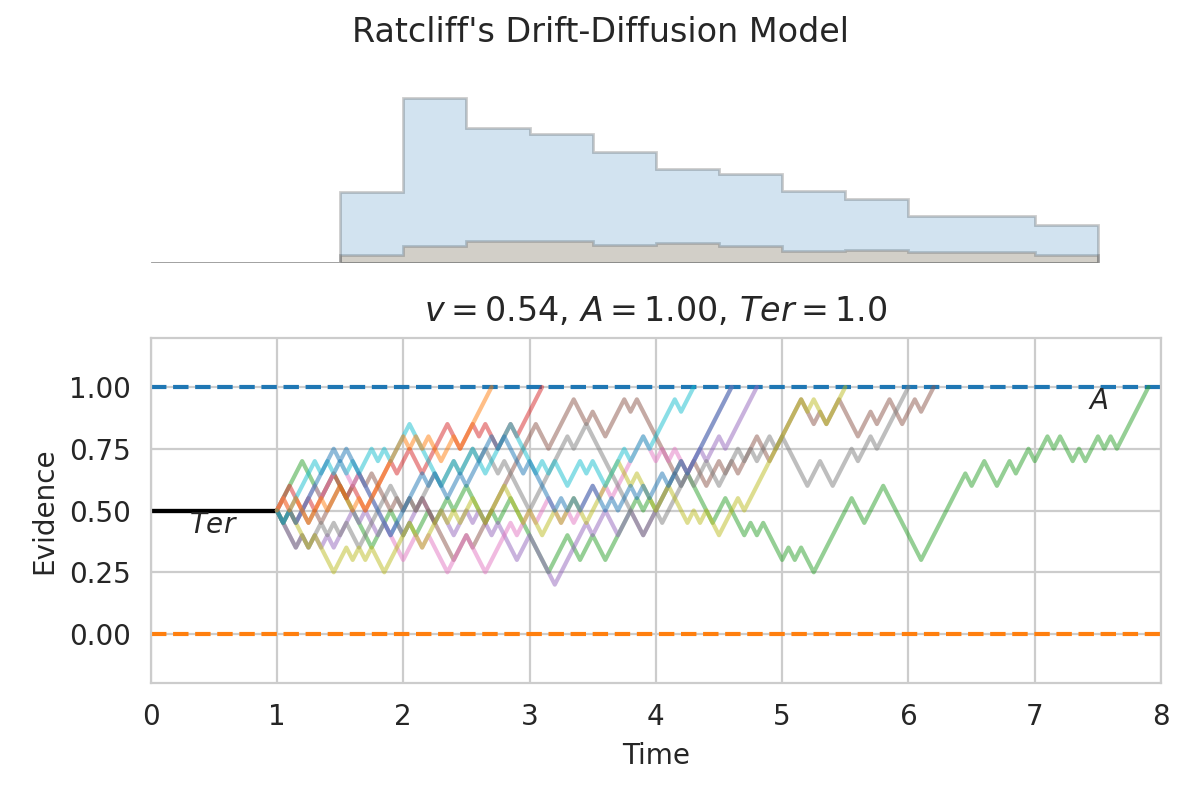 Ratcliff's Drift-Diffusion Model
v = 0.54, A = 1.00, Ter = 1.0
1.00
A
0.75
0.50
Ter
0.25
0.00
Evidence
0 1 2 3 4 5 6 7 8
Time